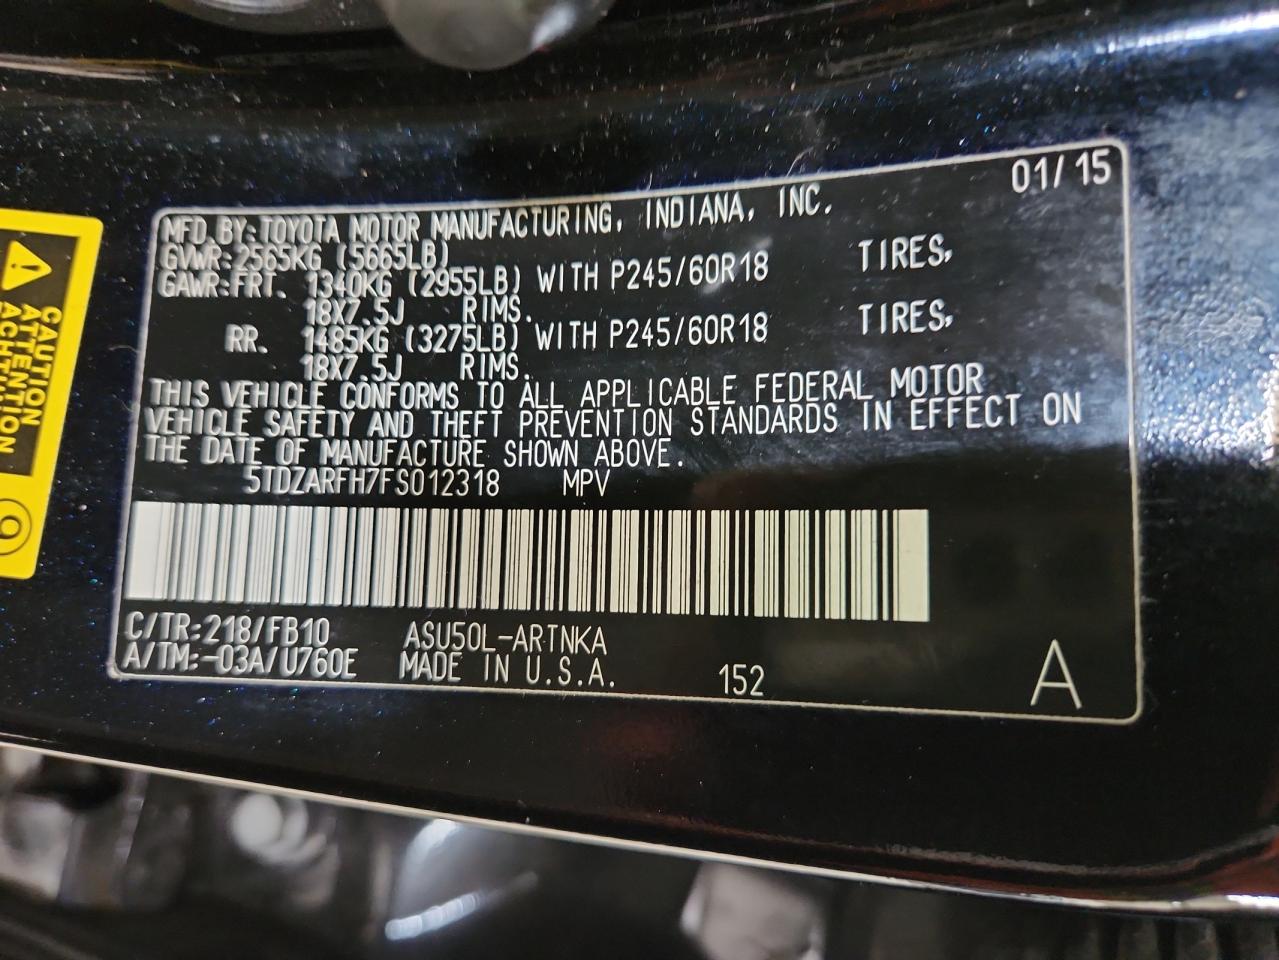 01/15
MFD.BY:TOYOTA MOTOR MANUFACTURING, INDIANA, INC.
GVWR:2565KG (5665LB)
GAWR:FRT. 1340KG (2955LB) WITH P245/60R18 TIRES,
18X7.5J RIMS.
RR. 1485KG (3275LB) WITH P245/60R18 TIRES,
18X7.5J RIMS.
THIS VEHICLE CONFORMS TO ALL APPLICABLE FEDERAL MOTOR
VEHICLE SAFETY AND THEFT PREVENTION STANDARDS IN EFFECT ON
THE DATE OF MANUFACTURE SHOWN ABOVE.
5TDZARFH7FS012318 MPV
C/TR:218/FB10 ASU50L-ARTNKA
A/TM:-03A/U760E MADE IN U.S.A. 152 A
CAUTION
ATTENTION
ACHTUNG